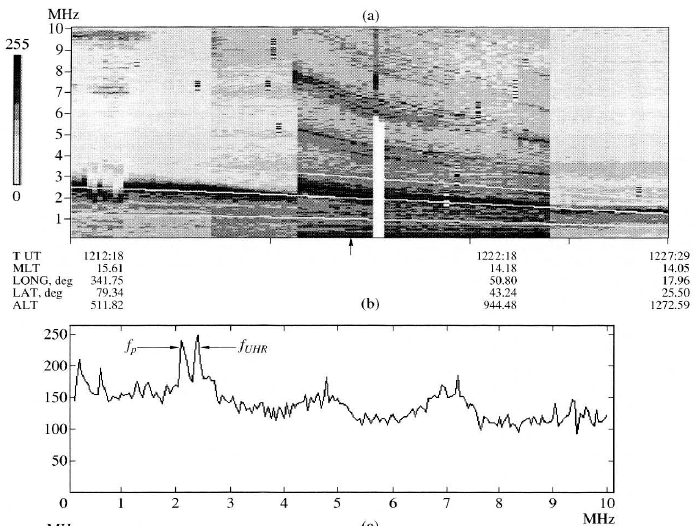 MHz (a)
255
10
9
8
7
6
5
4
3
2
1
0
T UT 1212:18 1222:18 1227:29
MLT 15.61 14.18 14.05
LONG, deg 341.75 50.80 17.96
LAT, deg 79.34 43.24 25.50
ALT 511.82 944.48 1272.59
(b)
250
200
150
100
50
fp fUHR
0 1 2 3 4 5 6 7 8 9 10
MHz
(c)